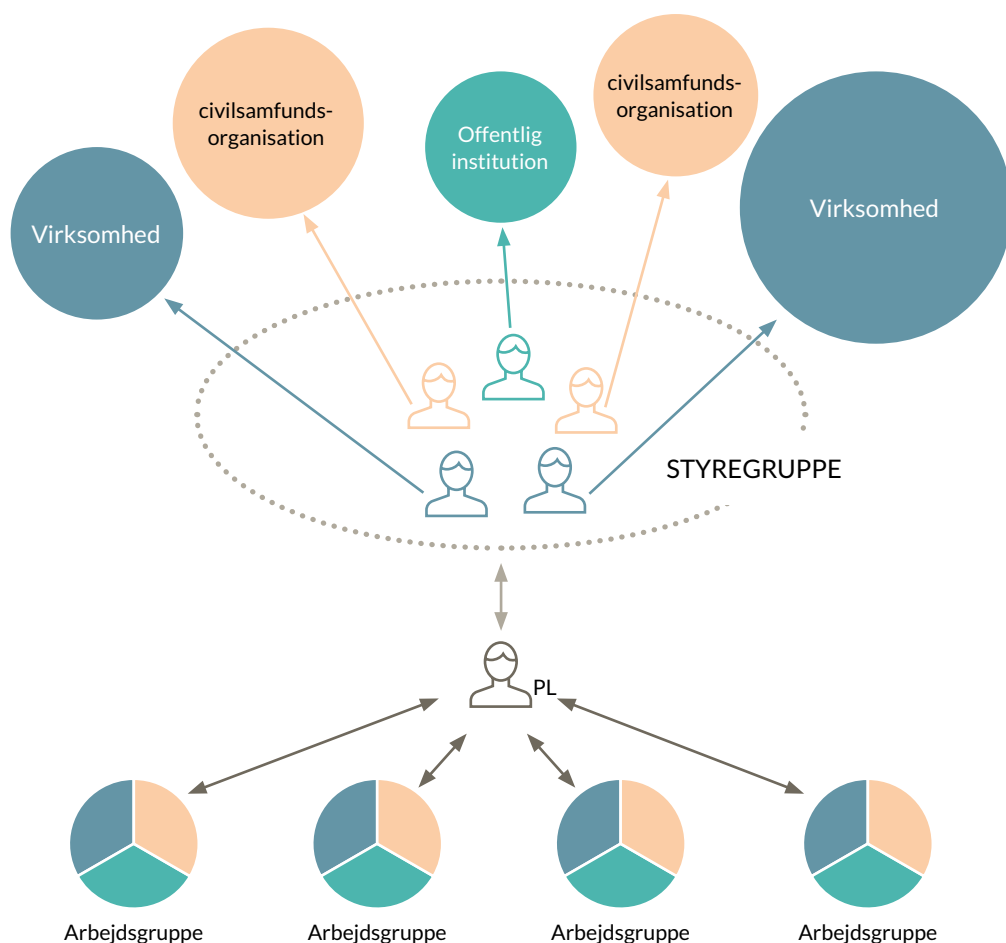 civilsamfunds-
organisation
civilsamfunds-
organisation
Offentlig
institution
Virksomhed
Virksomhed
STYREGRUPPE
PL
Arbejdsgruppe
Arbejdsgruppe
Arbejdsgruppe
Arbejdsgruppe